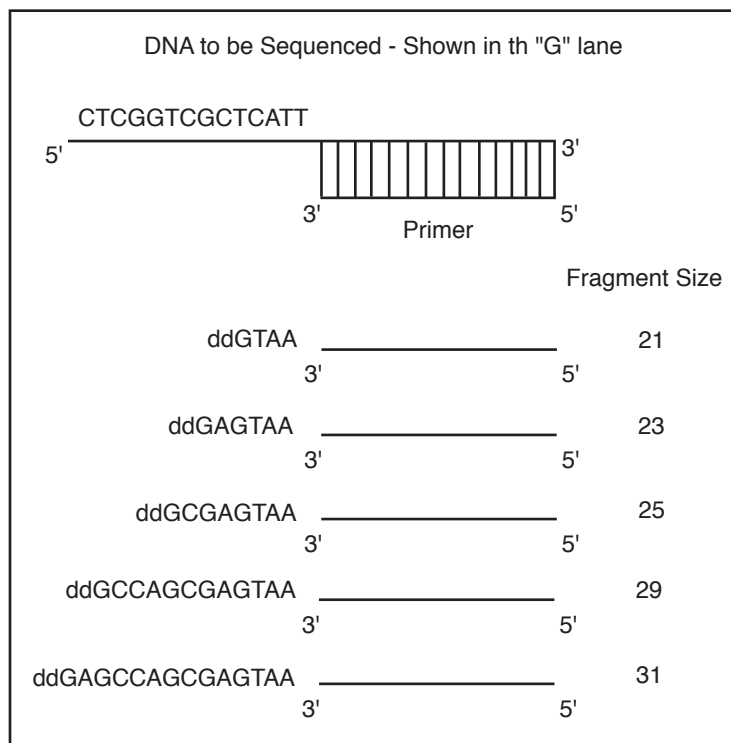 DNA to be Sequenced - Shown in th "G" lane
CTCGGTCGCTCATT
5' 3'
3' 5'
Primer
Fragment Size
ddGTAA 21
3' 5'
ddGAGTAA 23
3' 5'
ddGCGAGTAA 25
3' 5'
ddGCCAGCGAGTAA 29
3' 5'
ddGAGCCAGCGAGTAA 31
3' 5'